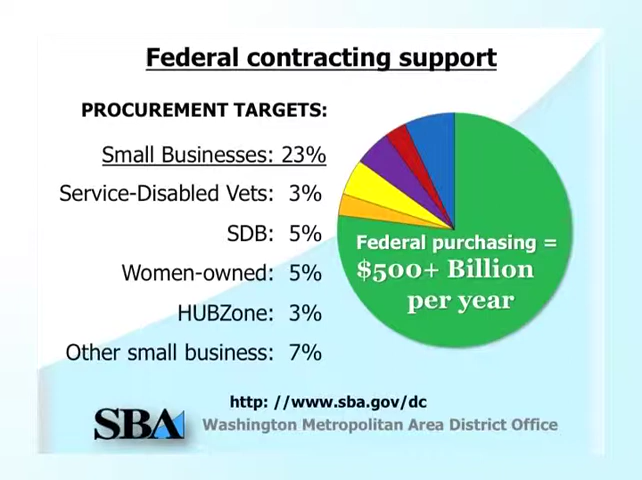 Federal contracting support
PROCUREMENT TARGETS:
Small Businesses: 23%
Service-Disabled Vets: 3%
SDB: 5%
Women-owned: 5%
HUBZone: 3%
Other small business: 7%
Federal purchasing =
$500+ Billion
per year
http: //www.sba.gov/dc
SBA
Washington Metropolitan Area District Office